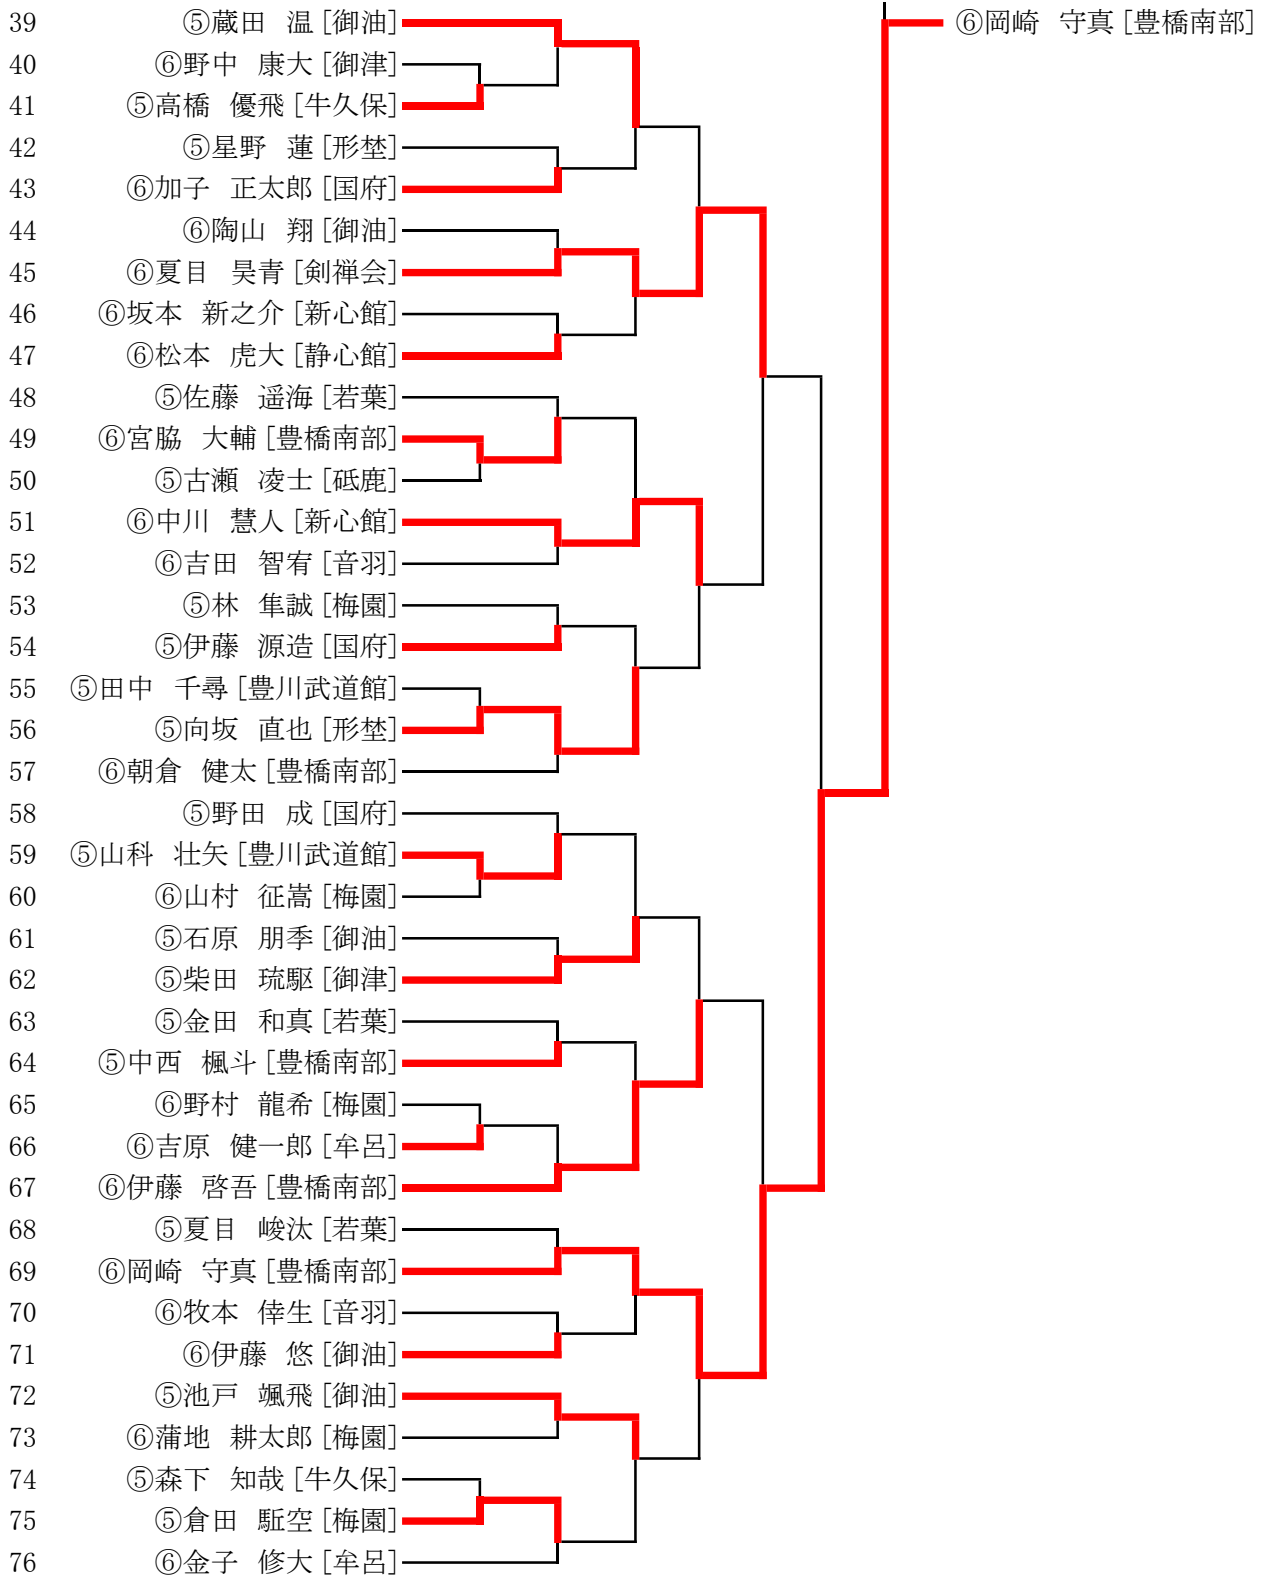 39 ⑤蔵田 温 [御油]
⑥岡崎 守真 [豊橋南部]
40 ⑥野中 康大 [御津]
41 ⑤高橋 優飛 [牛久保]
42 ⑤星野 蓮 [形埜]
43 ⑥加子 正太郎 [国府]
44 ⑥陶山 翔 [御油]
45 ⑥夏目 昊青 [剣禅会]
46 ⑥坂本 新之介 [新心館]
47 ⑥松本 虎大 [静心館]
48 ⑤佐藤 遥海 [若葉]
49 ⑥宮脇 大輔 [豊橋南部]
50 ⑤古瀬 凌士 [砥鹿]
51 ⑥中川 慧人 [新心館]
52 ⑥吉田 智宥 [音羽]
53 ⑤林 隼誠 [梅園]
54 ⑤伊藤 源造 [国府]
55 ⑤田中 千尋 [豊川武道館]
56 ⑤向坂 直也 [形埜]
57 ⑥朝倉 健太 [豊橋南部]
58 ⑤野田 成 [国府]
59 ⑤山科 壮矢 [豊川武道館]
60 ⑥山村 征嵩 [梅園]
61 ⑤石原 朋季 [御油]
62 ⑤柴田 琉駆 [御津]
63 ⑤金田 和真 [若葉]
64 ⑤中西 楓斗 [豊橋南部]
65 ⑥野村 龍希 [梅園]
66 ⑥吉原 健一郎 [牟呂]
67 ⑥伊藤 啓吾 [豊橋南部]
68 ⑤夏目 峻汰 [若葉]
69 ⑥岡崎 守真 [豊橋南部]
70 ⑥牧本 倖生 [音羽]
71 ⑥伊藤 悠 [御油]
72 ⑤池戸 颯飛 [御油]
73 ⑥蒲地 耕太郎 [梅園]
74 ⑤森下 知哉 [牛久保]
75 ⑤倉田 駈空 [梅園]
76 ⑥金子 修大 [牟呂]